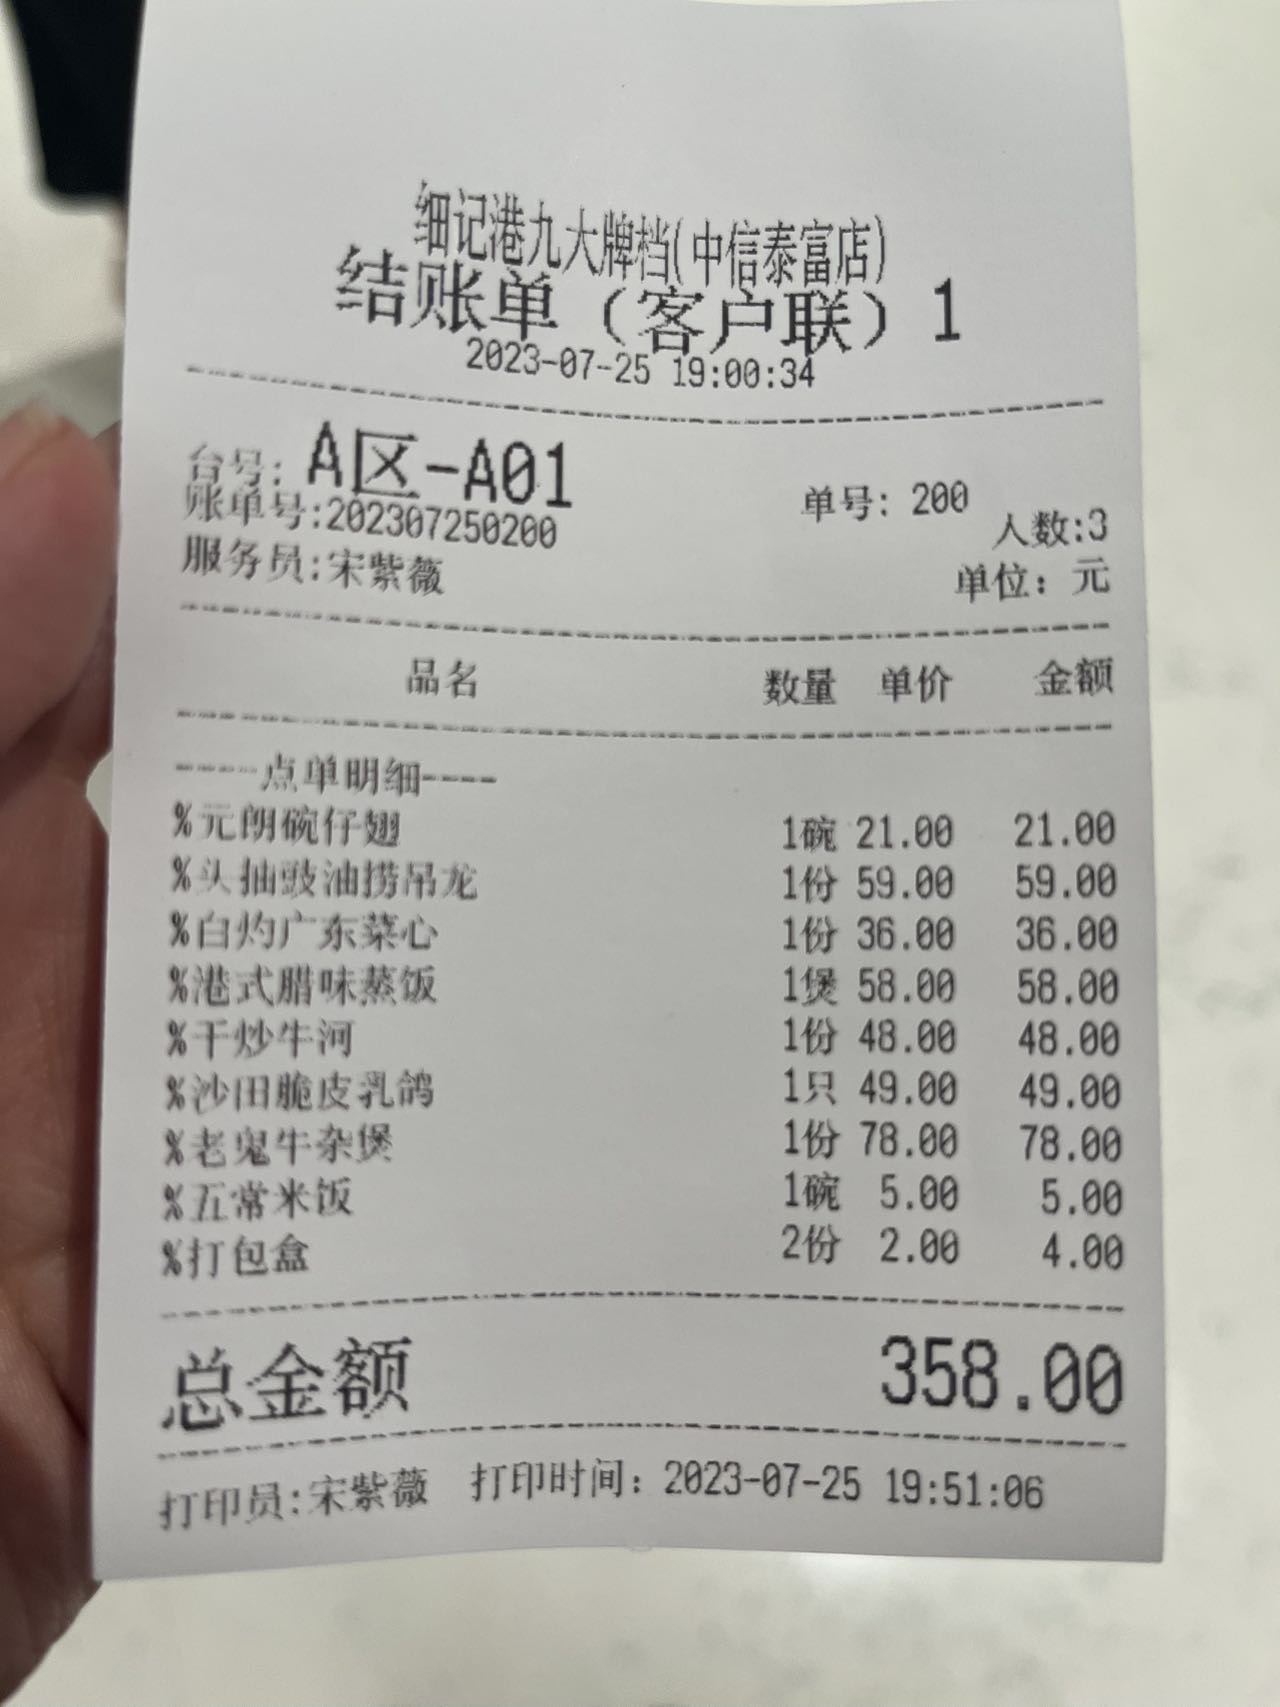 细记港九大牌档(中信泰富店)
结账单（客户联）1
2023-07-25 19:00:34
台号: A区-A01 单号: 200
账单号:202307250200 人数:3
服务员:宋紫薇 单位: 元
品名 数量 单价 金额
-----点单明细----
%元朗碗仔翅 1碗 21.00 21.00
%头抽豉油捞吊龙 1份 59.00 59.00
%白灼广东菜心 1份 36.00 36.00
%港式腊味蒸饭 1煲 58.00 58.00
%干炒牛河 1份 48.00 48.00
%沙田脆皮乳鸽 1只 49.00 49.00
%老鬼牛杂煲 1份 78.00 78.00
%五常米饭 1碗 5.00 5.00
%打包盒 2份 2.00 4.00
总金额 358.00
打印员:宋紫薇 打印时间: 2023-07-25 19:51:06